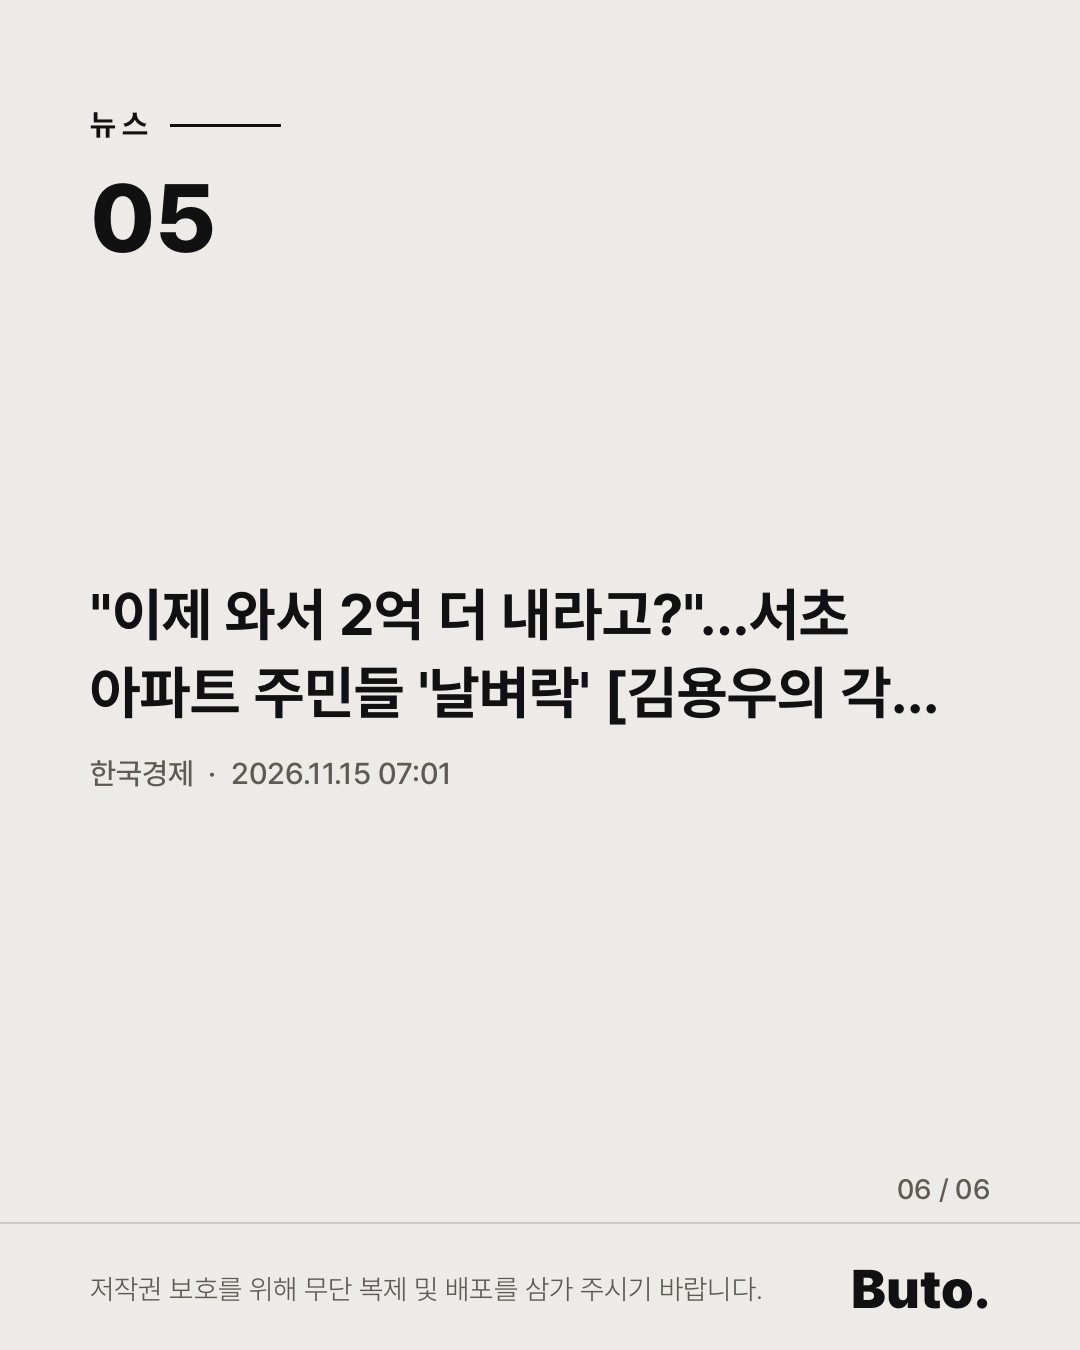 뉴스
05
"이제 와서 2억 더 내라고?"...서초
아파트 주민들 '날벼락' [김용우의 각...
한국경제 · 2026.11.15 07:01
06 / 06
저작권 보호를 위해 무단 복제 및 배포를 삼가 주시기 바랍니다.
Buto.